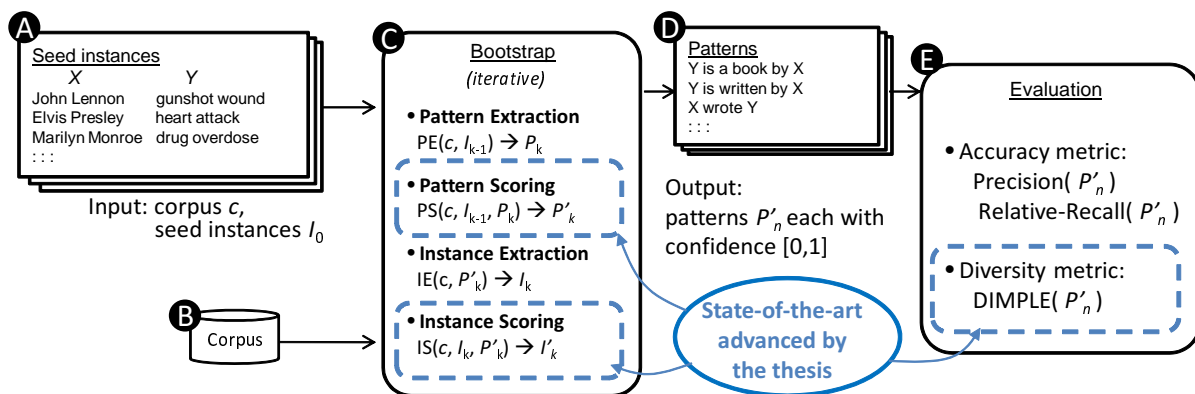 A
Seed instances
X Y
John Lennon gunshot wound
Elvis Presley heart attack
Marilyn Monroe drug overdose
: : :
Input: corpus c,
seed instances I0
B
Corpus
C
Bootstrap
(iterative)
• Pattern Extraction
PE(c, Ik-1) → Pk
• Pattern Scoring
PS(c, Ik-1, Pk) → P'k
• Instance Extraction
IE(c, P'k) → Ik
• Instance Scoring
IS(c, Ik, P'k) → I'k
D
Patterns
Y is a book by X
Y is written by X
X wrote Y
: : :
Output:
patterns P'n each with
confidence [0,1]
State-of-the-art
advanced by
the thesis
E
Evaluation
• Accuracy metric:
Precision( P'n)
Relative-Recall( P'n)
• Diversity metric:
DIMPLE( P'n)